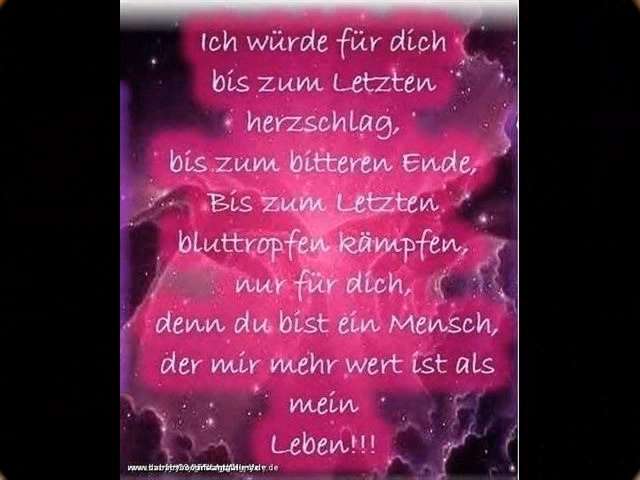 Ich würde für dich
bis zum Letzten
herzschlag,
bis zum bitteren Ende,
Bis zum Letzten
bluttropfen kämpfen,
nur für dich,
denn du bist ein Mensch,
der mir mehr wert ist als
mein
Leben!!!